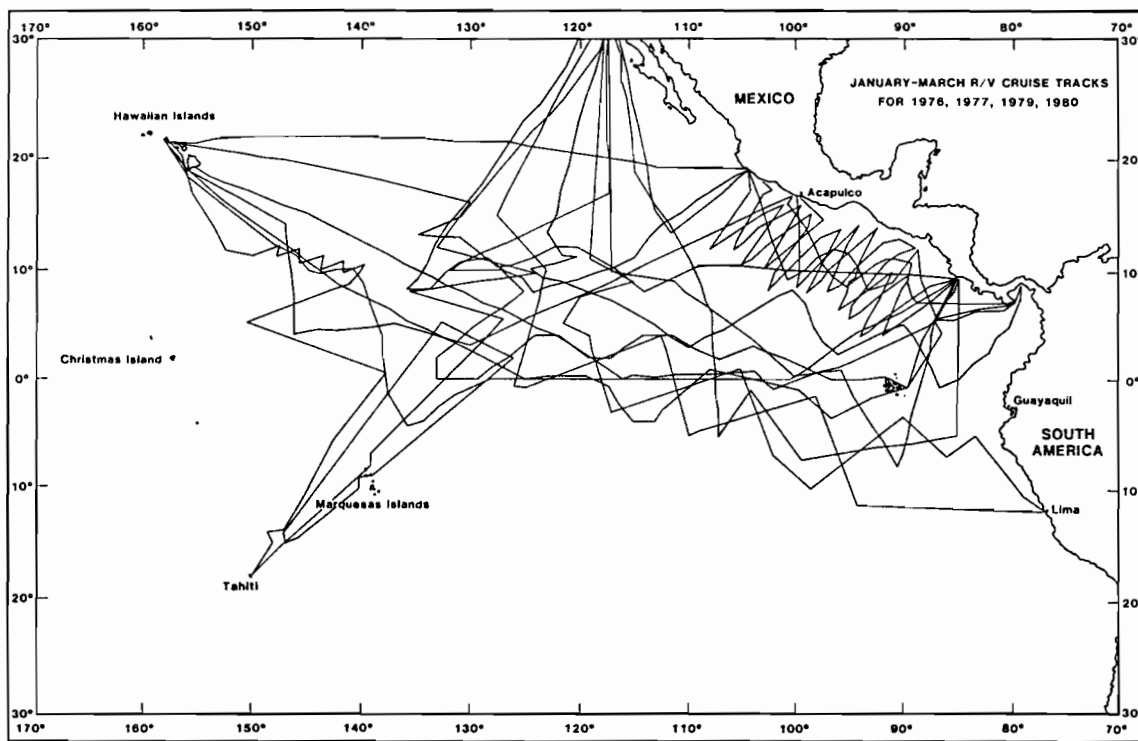 170° 160° 150° 140° 130° 120° 110° 100° 90° 80° 70°
30° 30°
JANUARY-MARCH R/V CRUISE TRACKS
FOR 1976, 1977, 1979, 1980
MEXICO
Hawaiian Islands
20° 20°
Acapulco
10° 10°
Christmas Island
0° 0°
Guayaquil
SOUTH
AMERICA
10° 10°
Marquesas Islands
Lima
Tahiti
20° 20°
30° 30°
170° 160° 150° 140° 130° 120° 110° 100° 90° 80° 70°